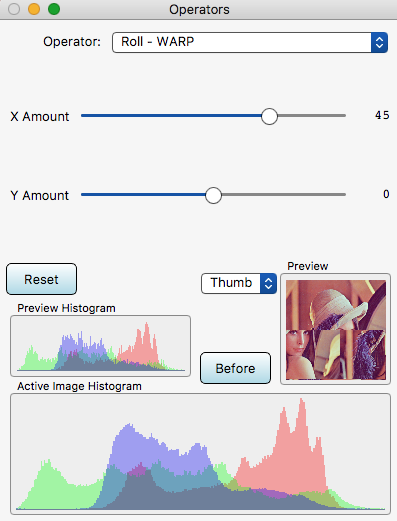 Operators
Operator: Roll - WARP
X Amount 45
Y Amount 0
Reset Thumb Preview
Preview Histogram
Before
Active Image Histogram